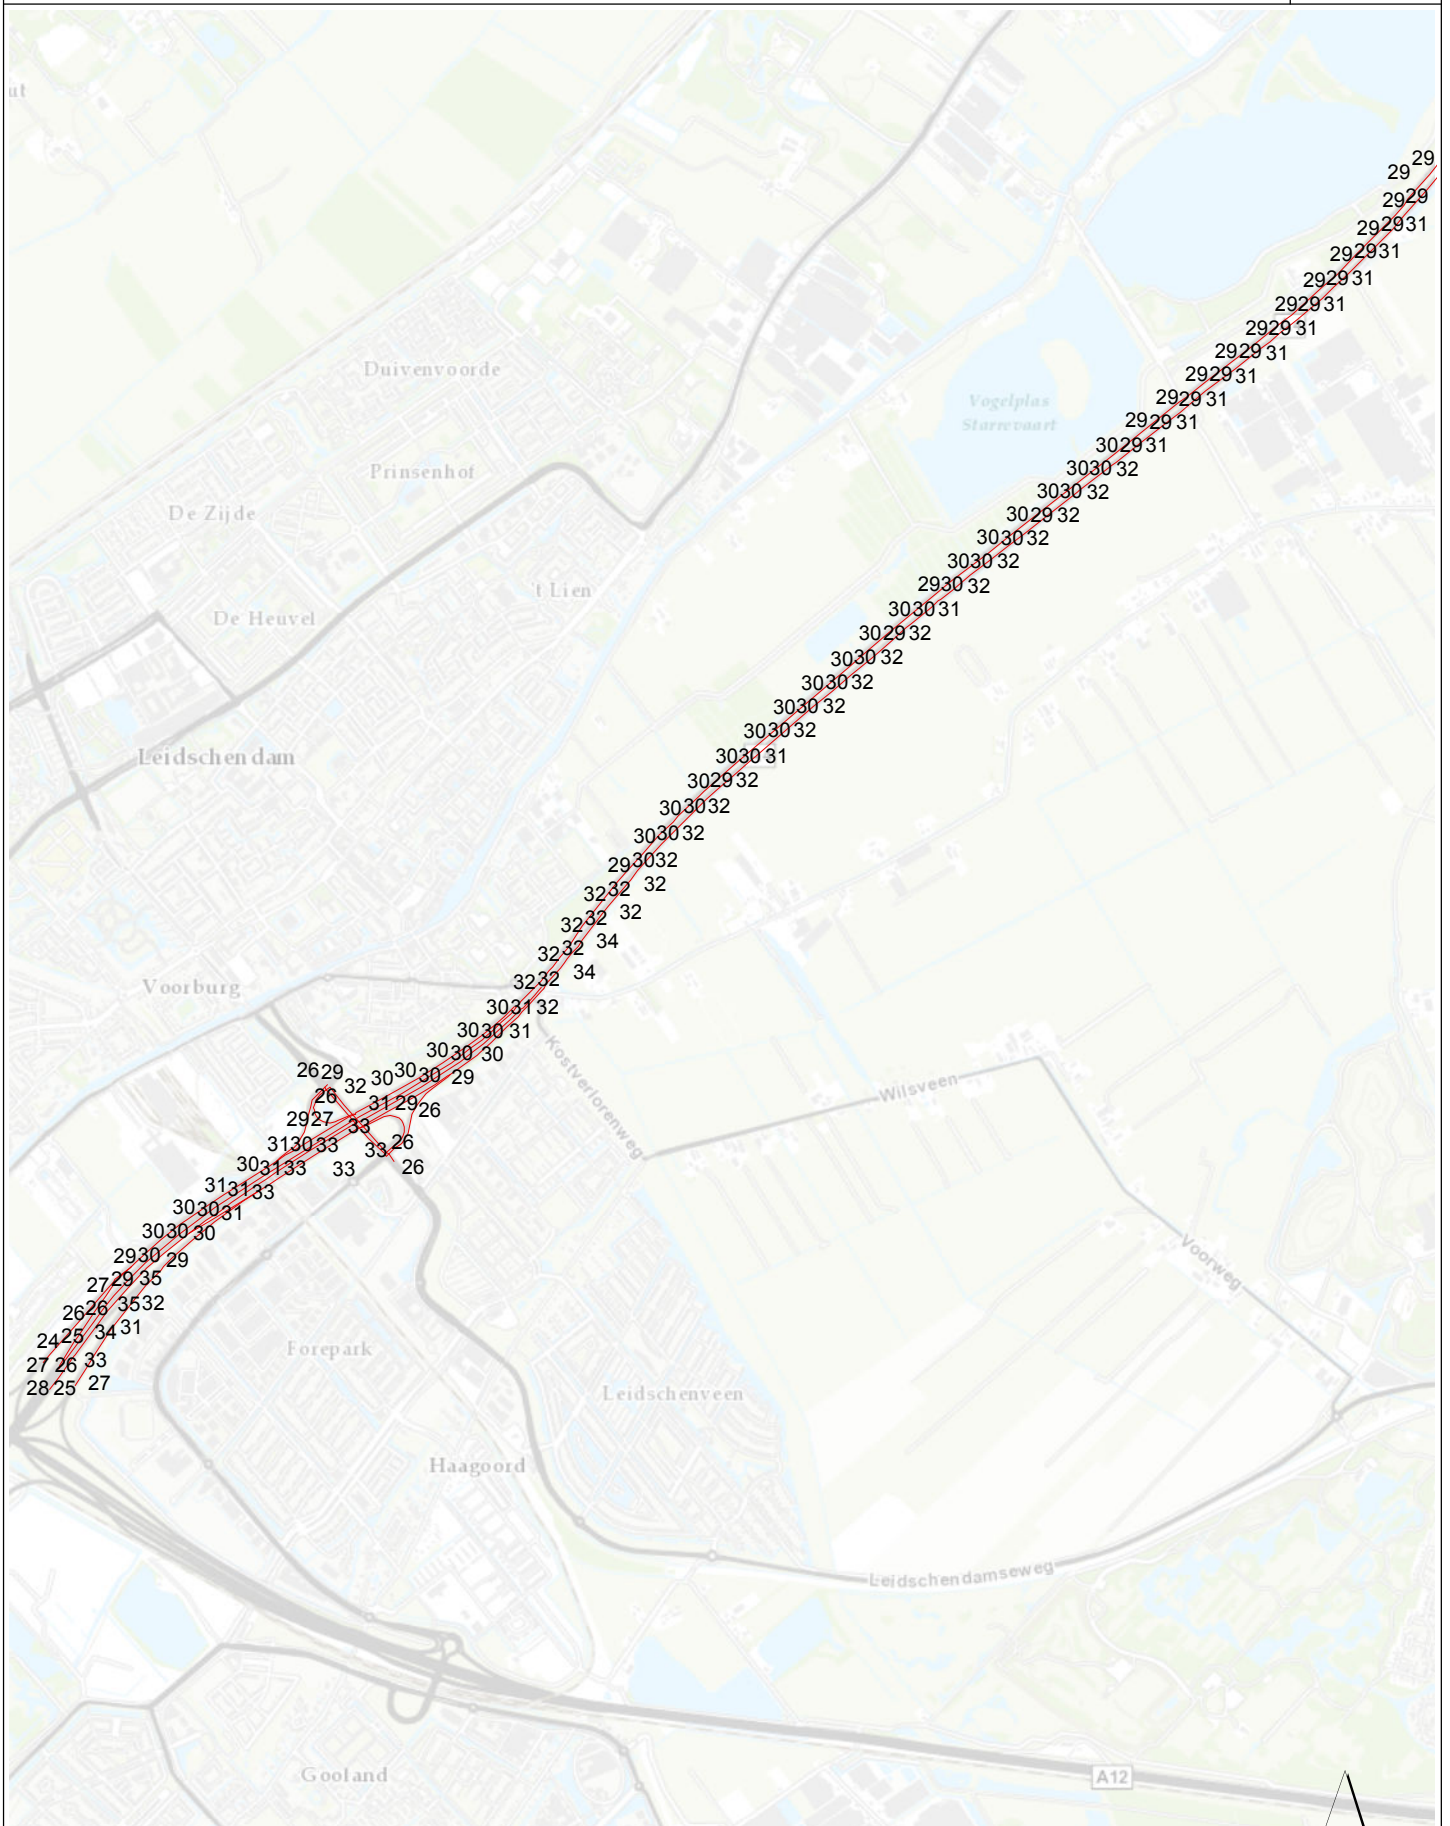 ut
29
29
29 29
29 29 31
29 29 31
29 29 31
29 29 31
29 29 31
29 29 31
Duivenvoorde
29 29 31
29 29 31
Vogelplas
Starrevaart
29 29 31
30 29 31
Prinsenhof
30 30 32
30 30 32
De Zijde
30 29 32
30 30 32
30 30 32
't Lien
29 30 32
30 30 31
De Heuvel
30 29 32
30 30 32
30 30 32
30 30 32
30 30 32
Leidschendam
30 30 31
30 29 32
30 30 32
30 30 32
29 30 32
32 32 32
32 32 32
32 32 34
32 32 34
Voorburg
30 31 32
30 30 31
30 30 30
Kostverlorenweg
26 29 32 30 30 30 29
Wilsveen
26 31 29 26
29 27 33
31 30 33 33 26
30 31 33 33 26
31 31 33
30 30 31
30 30 30
Voorweg
29 30 29
27 29 35
26 26 35 32
24 25 34 31
Forepark
27 26 33
28 25 27
Leidschenveen
Haagoord
Leidschendamseweg
Gooland
A12